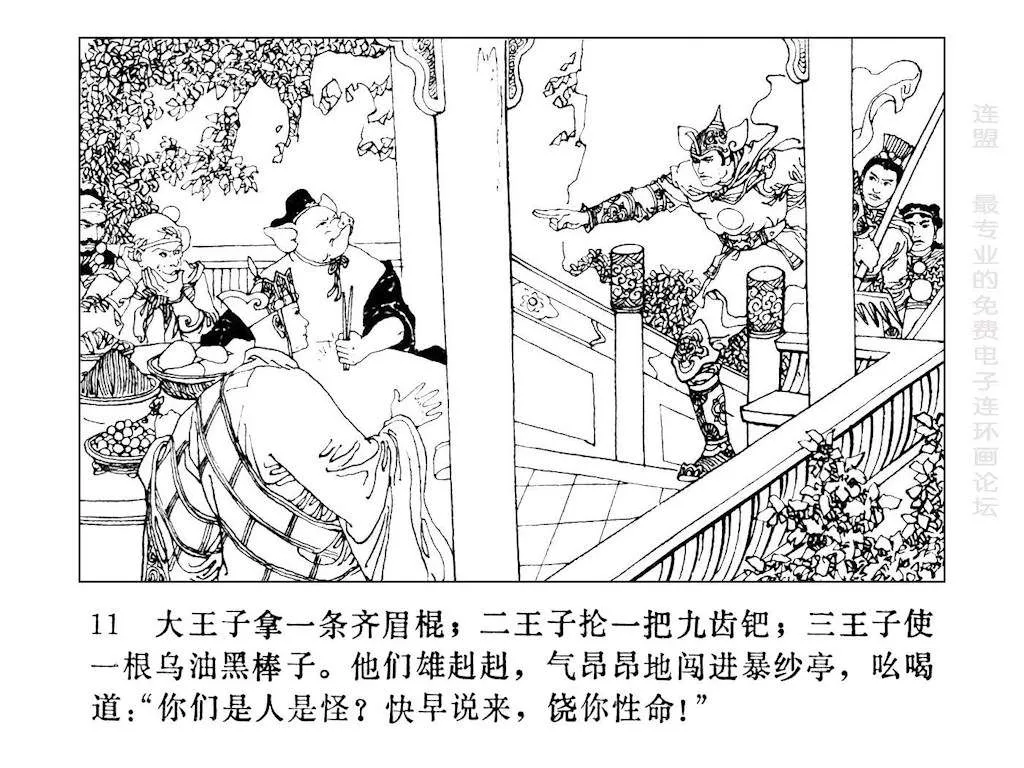 11 大王子拿一条齐眉棍；二王子抡一把九齿钯；三王子使
一根乌油黑棒子。他们雄赳赳，气昂昂地闯进暴纱亭，吆喝
道：“你们是人是怪？快早说来，饶你性命！”
连盟 最专业的免费电子连环画论坛